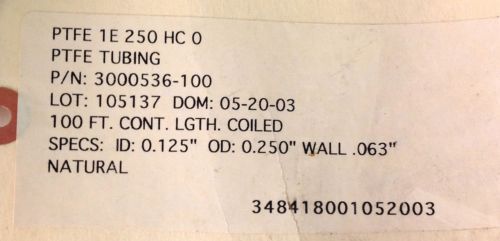 PTFE 1E 250 HC 0
PTFE TUBING
P/N: 3000536-100
LOT: 105137 DOM: 05-20-03
100 FT. CONT. LGTH. COILED
SPECS: ID: 0.125" OD: 0.250" WALL .063"
NATURAL
348418001052003